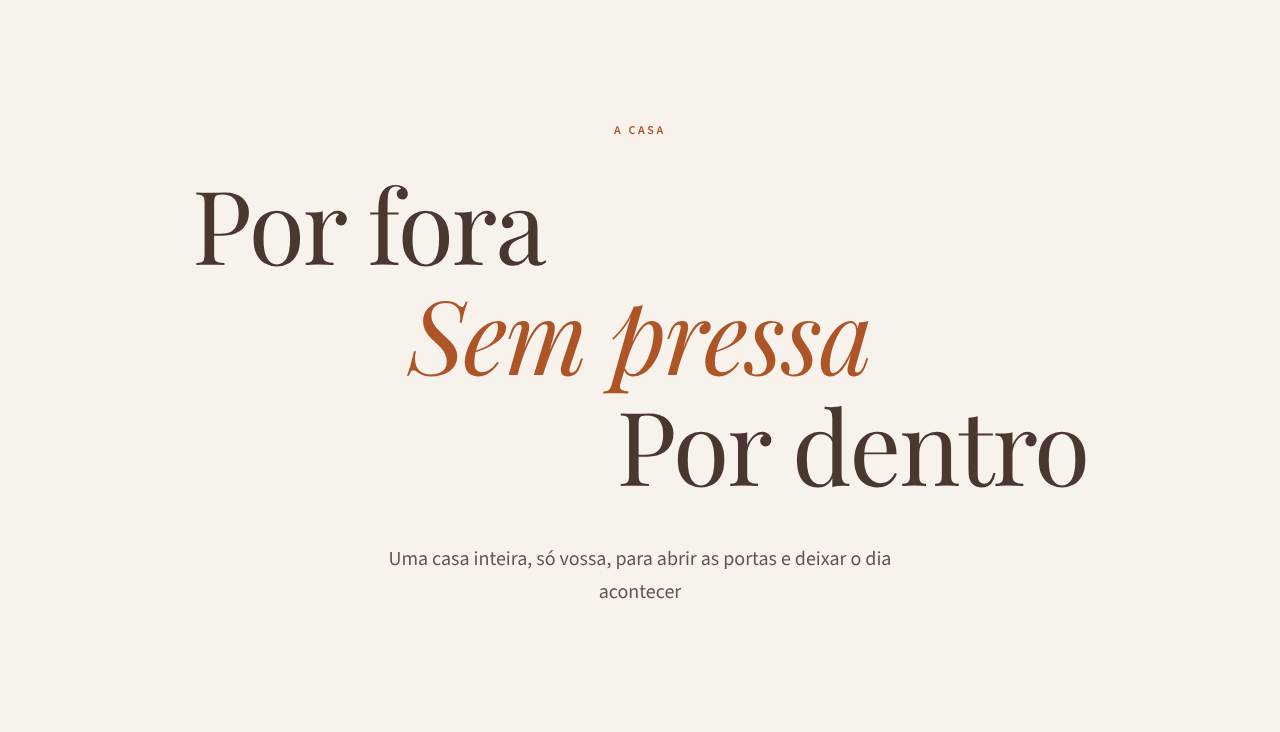 A CASA
Por fora
Sem pressa
Por dentro
Uma casa inteira, só vossa, para abrir as portas e deixar o dia
acontecer